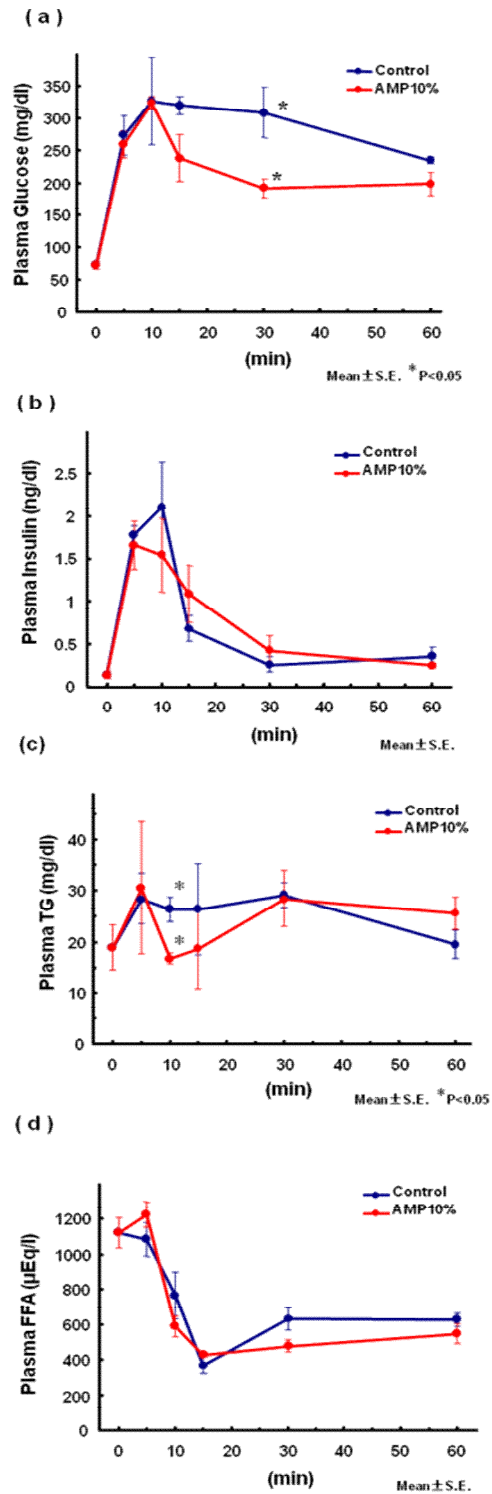 ( a )
Control
AMP10%
*
*
Plasma Glucose (mg/dl)
350
300
250
200
150
100
50
0
0 10 20 30 40 50 60
(min)
Mean±S.E. *P<0.05
( b )
Control
AMP10%
Plasma Insulin (ng/dl)
2.5
2
1.5
1
0.5
0
0 10 20 30 40 50 60
(min)
Mean±S.E.
(c)
Control
AMP10%
*
*
Plasma TG (mg/dl)
40
30
20
10
0
0 10 20 30 40 50 60
(min)
Mean±S.E. *P<0.05
( d )
Control
AMP10%
Plasma FFA (µEq/l)
1200
1000
800
600
400
200
0
0 10 20 30 40 50 60
(min)
Mean±S.E.